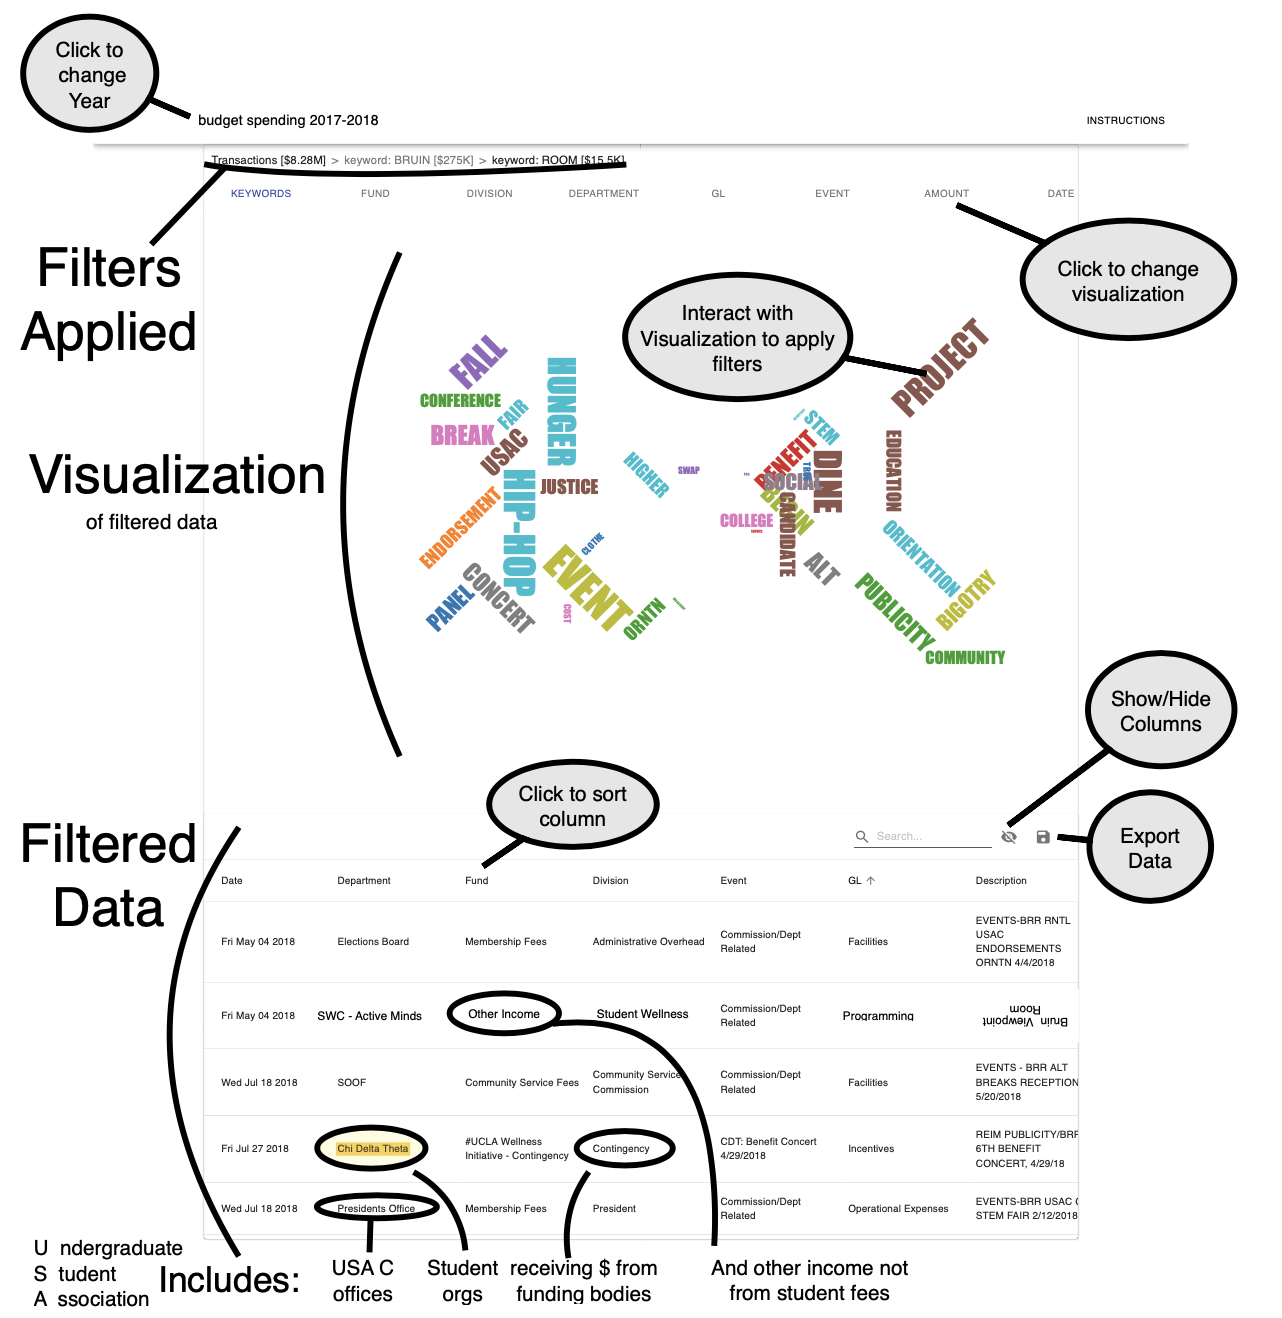 Click to
change
Year
budget spending 2017-2018
INSTRUCTIONS
Transactions [$8.28M] > keyword: BRUIN [$275K] > keyword: ROOM [$15.5K]
KEYWORDS FUND DIVISION DEPARTMENT GL EVENT AMOUNT DATE
Filters
Applied
Click to change
visualization
Interact with
Visualization to apply
filters
Visualization
of filtered data
FALL
CONFERENCE
FAIR
BREAK
USAC
HUNGER
JUSTICE
HIP-HOP
ENDORSEMENT
CONCERT
PANEL
EVENT
CLOTHE
COST
ORNTN
HIGHER
SWAP
STEM
BENEFIT
SOCIAL
DINE
COLLEGE
CANDIDATE
ALT
PROJECT
EDUCATION
ORIENTATION
PUBLICITY
BIGOTRY
COMMUNITY
Show/Hide
Columns
Click to sort
column
Export
Data
Filtered
Data
Search...
Date Department Fund Division Event GL Description
Fri May 04 2018 Elections Board Membership Fees Administrative Overhead Commission/Dept Related Facilities EVENTS-BRR RNTL USAC ENDORSEMENTS ORNTN 4/4/2018
Fri May 04 2018 SWC - Active Minds Other Income Student Wellness Commission/Dept Related Programming Bruin Viewpoint Room
Wed Jul 18 2018 SOOF Community Service Fees Community Service Commission Commission/Dept Related Facilities EVENTS - BRR ALT BREAKS RECEPTION 5/20/2018
Fri Jul 27 2018 Chi Delta Theta #UCLA Wellness Initiative - Contingency Contingency CDT: Benefit Concert 4/29/2018 Incentives REIM PUBLICITY/BRR 6TH BENEFIT CONCERT, 4/29/18
Wed Jul 18 2018 Presidents Office Membership Fees President Commission/Dept Related Operational Expenses EVENTS-BRR USAC STEM FAIR 2/12/2018
U ndergraduate
S tudent
A ssociation
Includes:
USA C
offices
Student
orgs
receiving $ from
funding bodies
And other income not
from student fees